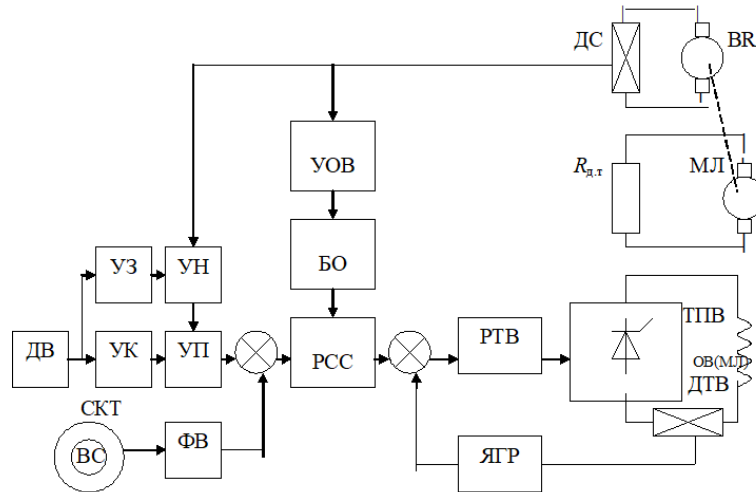 ДС
BR
УОВ
Rд.т
МЛ
УЗ
УН
БО
ДВ
УК
УП
РСС
РТВ
ТПВ
ОВ(МЛ)
ДТВ
СКТ
ВС
ФВ
ЯГР